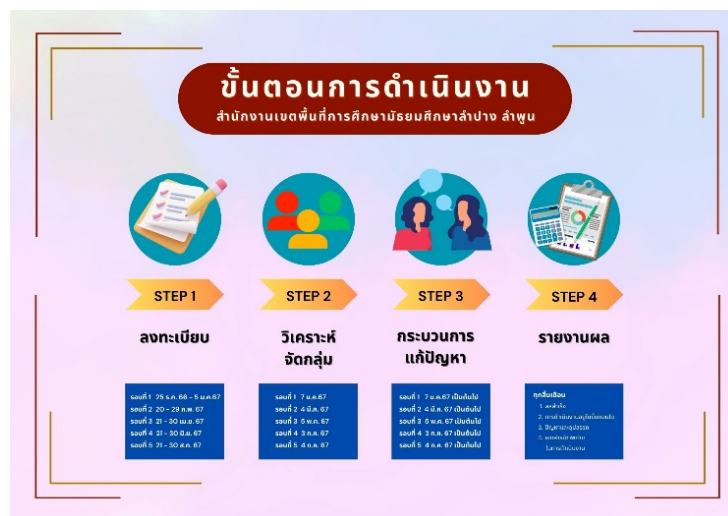 ขั้นตอนการดำเนินงาน
สำนักงานเขตพื้นที่การศึกษามัธยมศึกษาลำปาง ลำพูน
STEP 1
STEP 2
STEP 3
STEP 4
ลงทะเบียน
วิเคราะห์
จัดกลุ่ม
กระบวนการ
แก้ปัญหา
รายงานผล
รอบที่ 1 25 ธ.ค. 66 - 5 ม.ค.67
รอบที่ 2 20 - 29 ก.พ. 67
รอบที่ 3 21 - 30 เม.ย. 67
รอบที่ 4 21 - 30 มิ.ย. 67
รอบที่ 5 21 - 30 ส.ค. 67
รอบที่ 1 7 ม.ค.67
รอบที่ 2 4 มี.ค. 67
รอบที่ 3 5 พ.ค. 67
รอบที่ 4 3 ก.ค. 67
รอบที่ 5 4 ก.ย. 67
รอบที่ 1 7 ม.ค.67 เป็นต้นไป
รอบที่ 2 4 มี.ค. 67 เป็นต้นไป
รอบที่ 3 5 พ.ค. 67 เป็นต้นไป
รอบที่ 4 3 ก.ค. 67 เป็นต้นไป
รอบที่ 5 4 ก.ย. 67 เป็นต้นไป
ทุกสิ้นเดือน
1. ผลสำเร็จ
3. ปัญหาและอุปสรรค
ในการดำเนินงาน